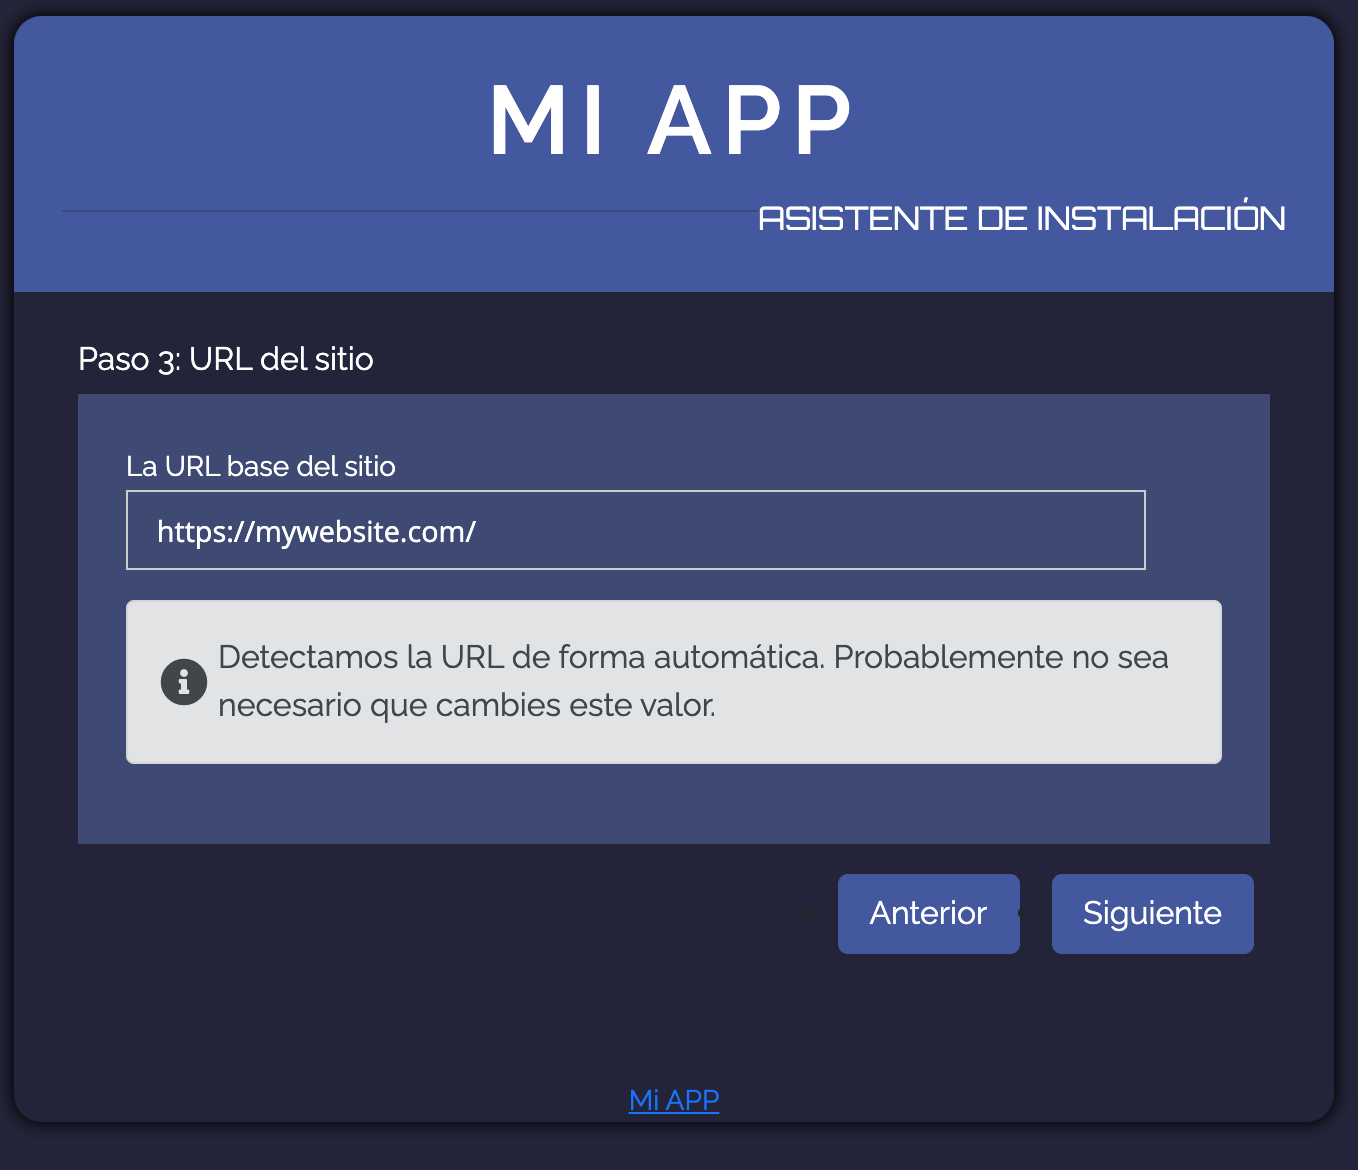 MI APP
ASISTENTE DE INSTALACIÓN
Paso 3: URL del sitio
La URL base del sitio
https://mywebsite.com/
Detectamos la URL de forma automática. Probablemente no sea
necesario que cambies este valor.
Anterior
Siguiente
Mi APP